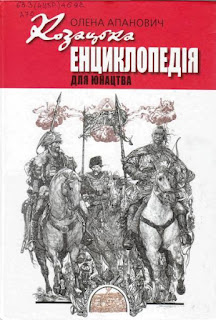 ОЛЕНА АПАНОВИЧ
Козацька
ЕНЦИКЛОПЕДІЯ
ДЛЯ ЮНАЦТВА